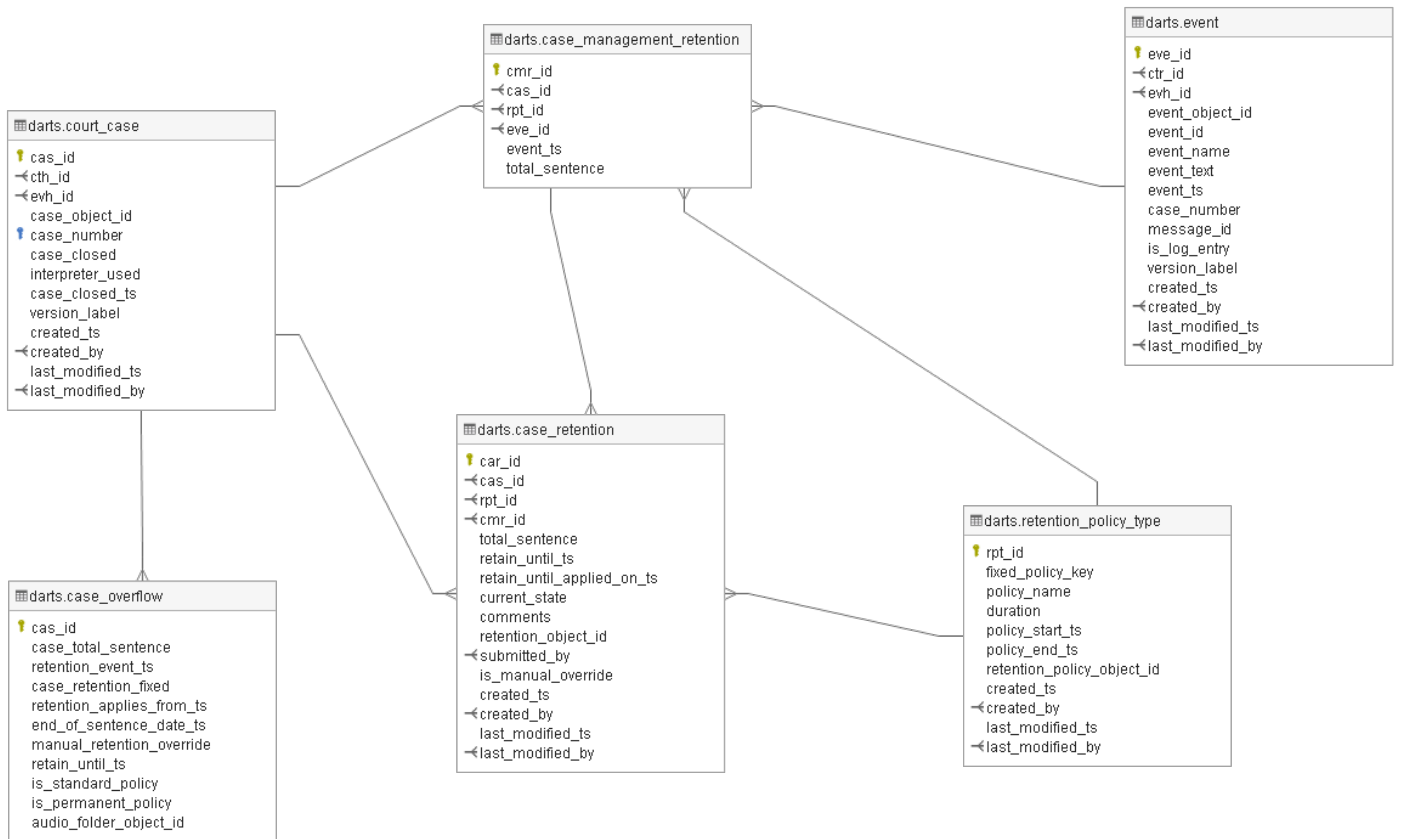 darts.case_management_retention
cmr_id
cas_id
rpt_id
eve_id
event_ts
total_sentence
darts.event
eve_id
ctr_id
evh_id
event_object_id
event_id
event_name
event_text
event_ts
case_number
message_id
is_log_entry
version_label
created_ts
created_by
last_modified_ts
last_modified_by
darts.court_case
cas_id
cth_id
evh_id
case_object_id
case_number
case_closed
interpreter_used
case_closed_ts
version_label
created_ts
created_by
last_modified_ts
last_modified_by
darts.case_retention
car_id
cas_id
rpt_id
cmr_id
total_sentence
retain_until_ts
retain_until_applied_on_ts
current_state
comments
retention_object_id
submitted_by
is_manual_override
created_ts
created_by
last_modified_ts
last_modified_by
darts.retention_policy_type
rpt_id
fixed_policy_key
policy_name
duration
policy_start_ts
policy_end_ts
retention_policy_object_id
created_ts
created_by
last_modified_ts
last_modified_by
darts.case_overflow
cas_id
case_total_sentence
retention_event_ts
case_retention_fixed
retention_applies_from_ts
end_of_sentence_date_ts
manual_retention_override
retain_until_ts
is_standard_policy
is_permanent_policy
audio_folder_object_id